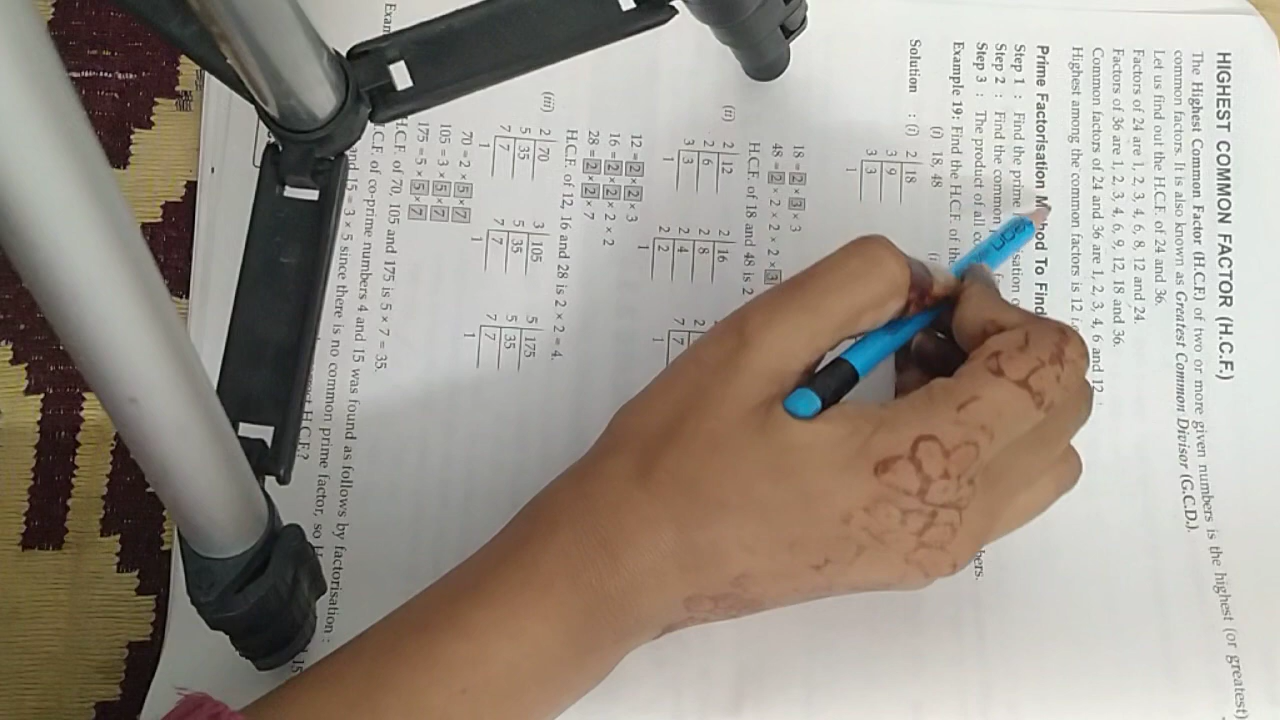 HIGHEST COMMON FACTOR (H.C.F.)
The Highest Common Factor (H.C.F.) of two or more given numbers is the highest (or greatest)
common factors. It is also known as Greatest Common Divisor (G.C.D.).
Let us find out the H.C.F. of 24 and 36.
Factors of 24 are 1, 2, 3, 4, 6, 8, 12 and 24.
Factors of 36 are 1, 2, 3, 4, 6, 9, 12, 18 and 36.
Common factors of 24 and 36 are 1, 2, 3, 4, 6 and 12
Highest among the common factors is 12
Prime Factorisation M hod To Find
Step 1 : Find the prime isation
Step 2 : Find the common
Step 3 : The product of all
bers.
Example 19: Find the H.C.F. of the
(i) 18, 48
Solution : (i) 2 18
3 9
3 3
1
18 = 2 × 3 × 3
48 = 2 × 2 × 2 × 2 × 3
H.C.F. of 18 and 48 is 2
(ii) 2 12 2 16
2 6 2 8 2
3 3 2 4 7 7
1 2 2 1
1
12 = 2 × 2 × 3
16 = 2 × 2 × 2 × 2
28 = 2 × 2 × 7
H.C.F. of 12, 16 and 28 is 2 × 2 = 4.
(iii) 2 70 3 105 5 175
5 35 5 35 5 35
7 7 7 7 7 7
1 1 1
70 = 2 × 5 × 7
105 = 3 × 5 × 7
175 = 5 × 5 × 7
H.C.F. of 70, 105 and 175 is 5 × 7 = 35.
Exam H.C.F. of co-prime numbers 4 and 15 was found as follows by factorisation :
and 15 = 3 × 5 since there is no common prime factor, so
H.C.F.?
15